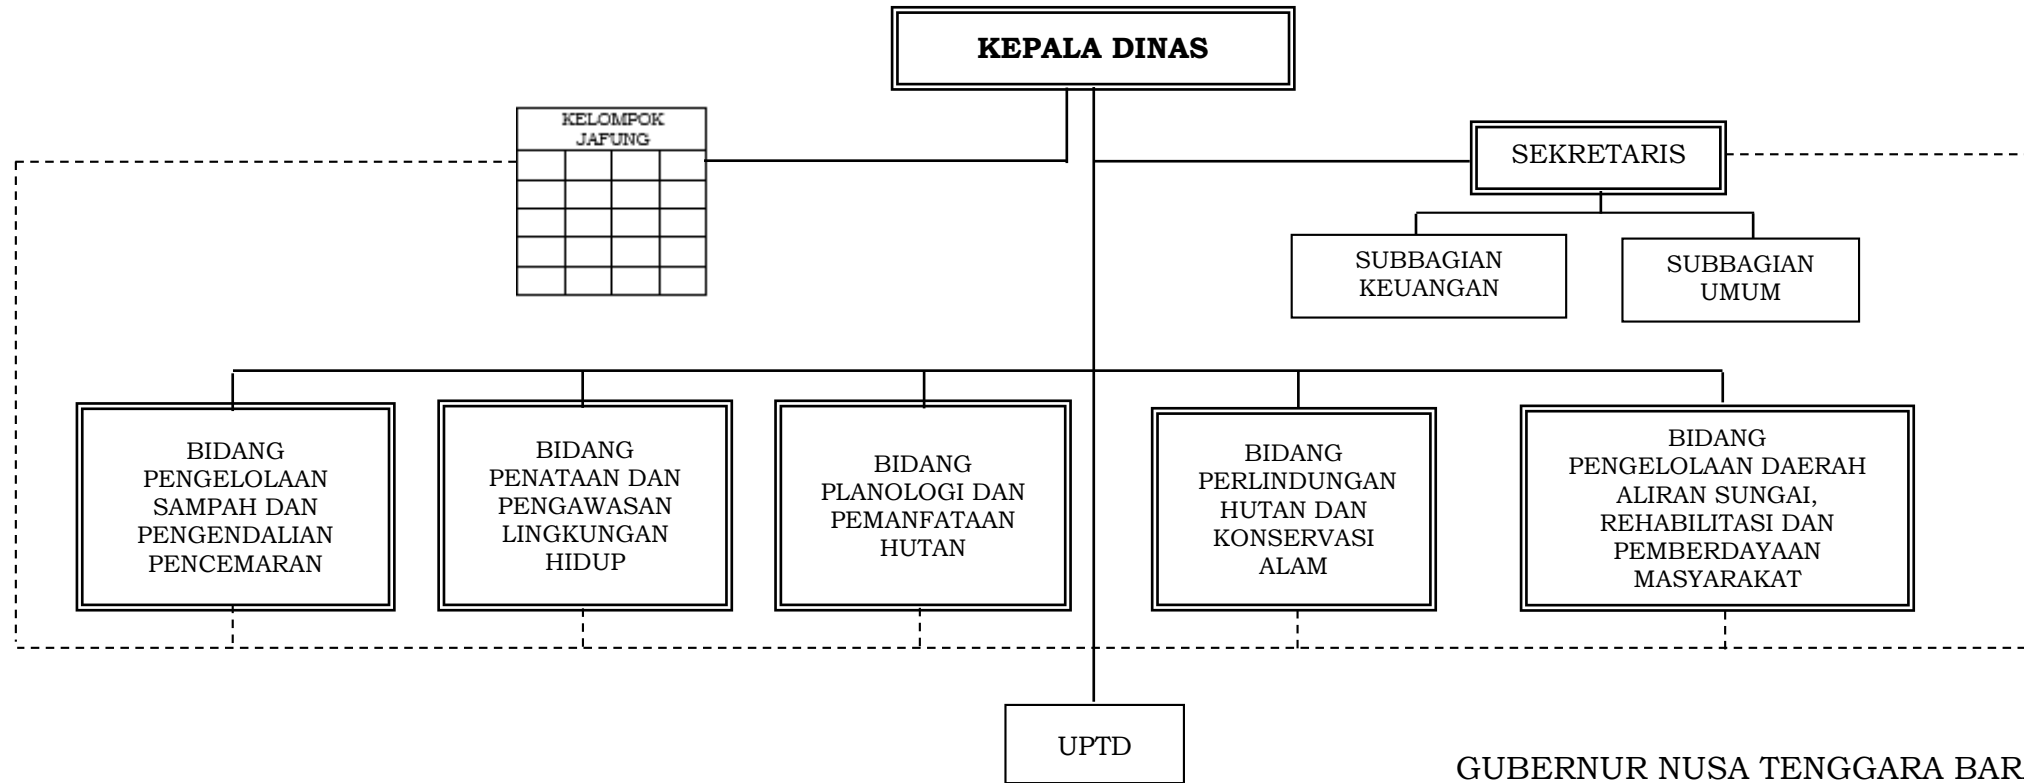 KEPALA DINAS
KELOMPOK
JAFUNG
SEKRETARIS
SUBBAGIAN
KEUANGAN
SUBBAGIAN
UMUM
BIDANG
PENGELOLAAN
SAMPAH DAN
PENGENDALIAN
PENCEMARAN
BIDANG
PENATAAN DAN
PENGAWASAN
LINGKUNGAN
HIDUP
BIDANG
PLANOLOGI DAN
PEMANFATAAN
HUTAN
BIDANG
PERLINDUNGAN
HUTAN DAN
KONSERVASI
ALAM
BIDANG
PENGELOLAAN DAERAH
ALIRAN SUNGAI,
REHABILITASI DAN
PEMBERDAYAAN
MASYARAKAT
UPTD
GUBERNUR NUSA TENGGARA BAR